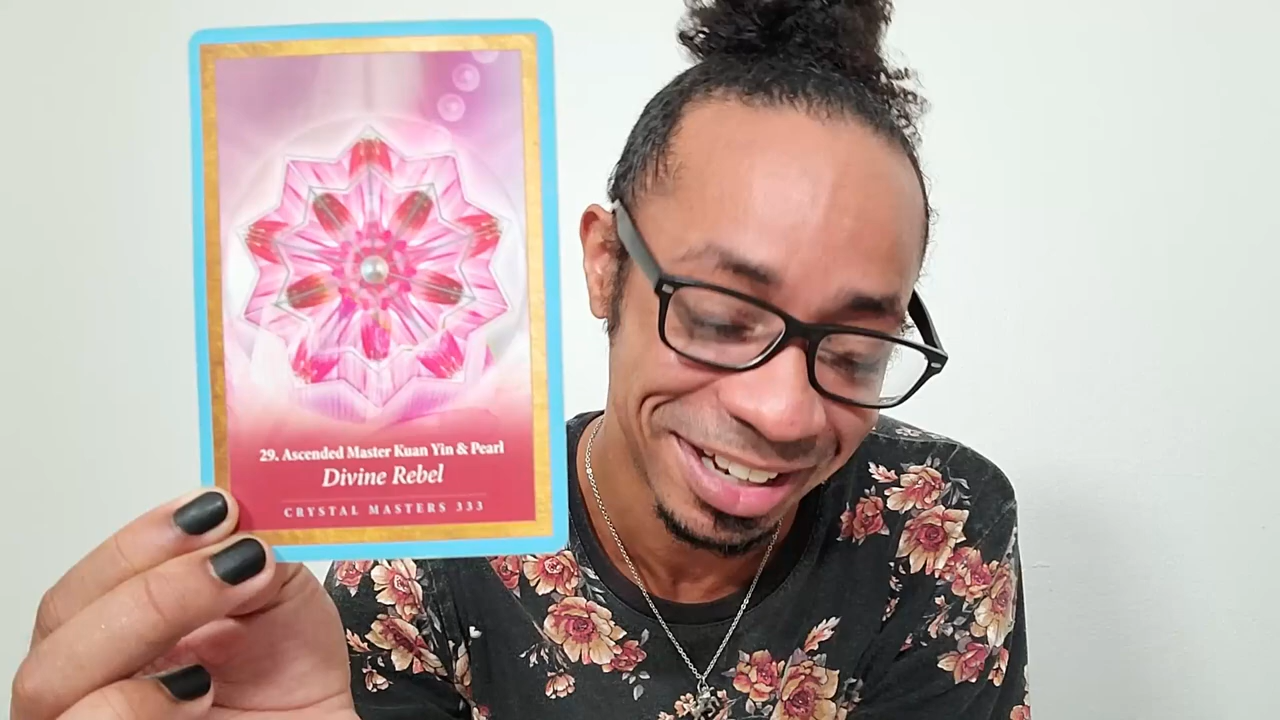 29. Ascended Master Kuan Yin & Pearl
Divine Rebel
CRYSTAL MASTERS 333